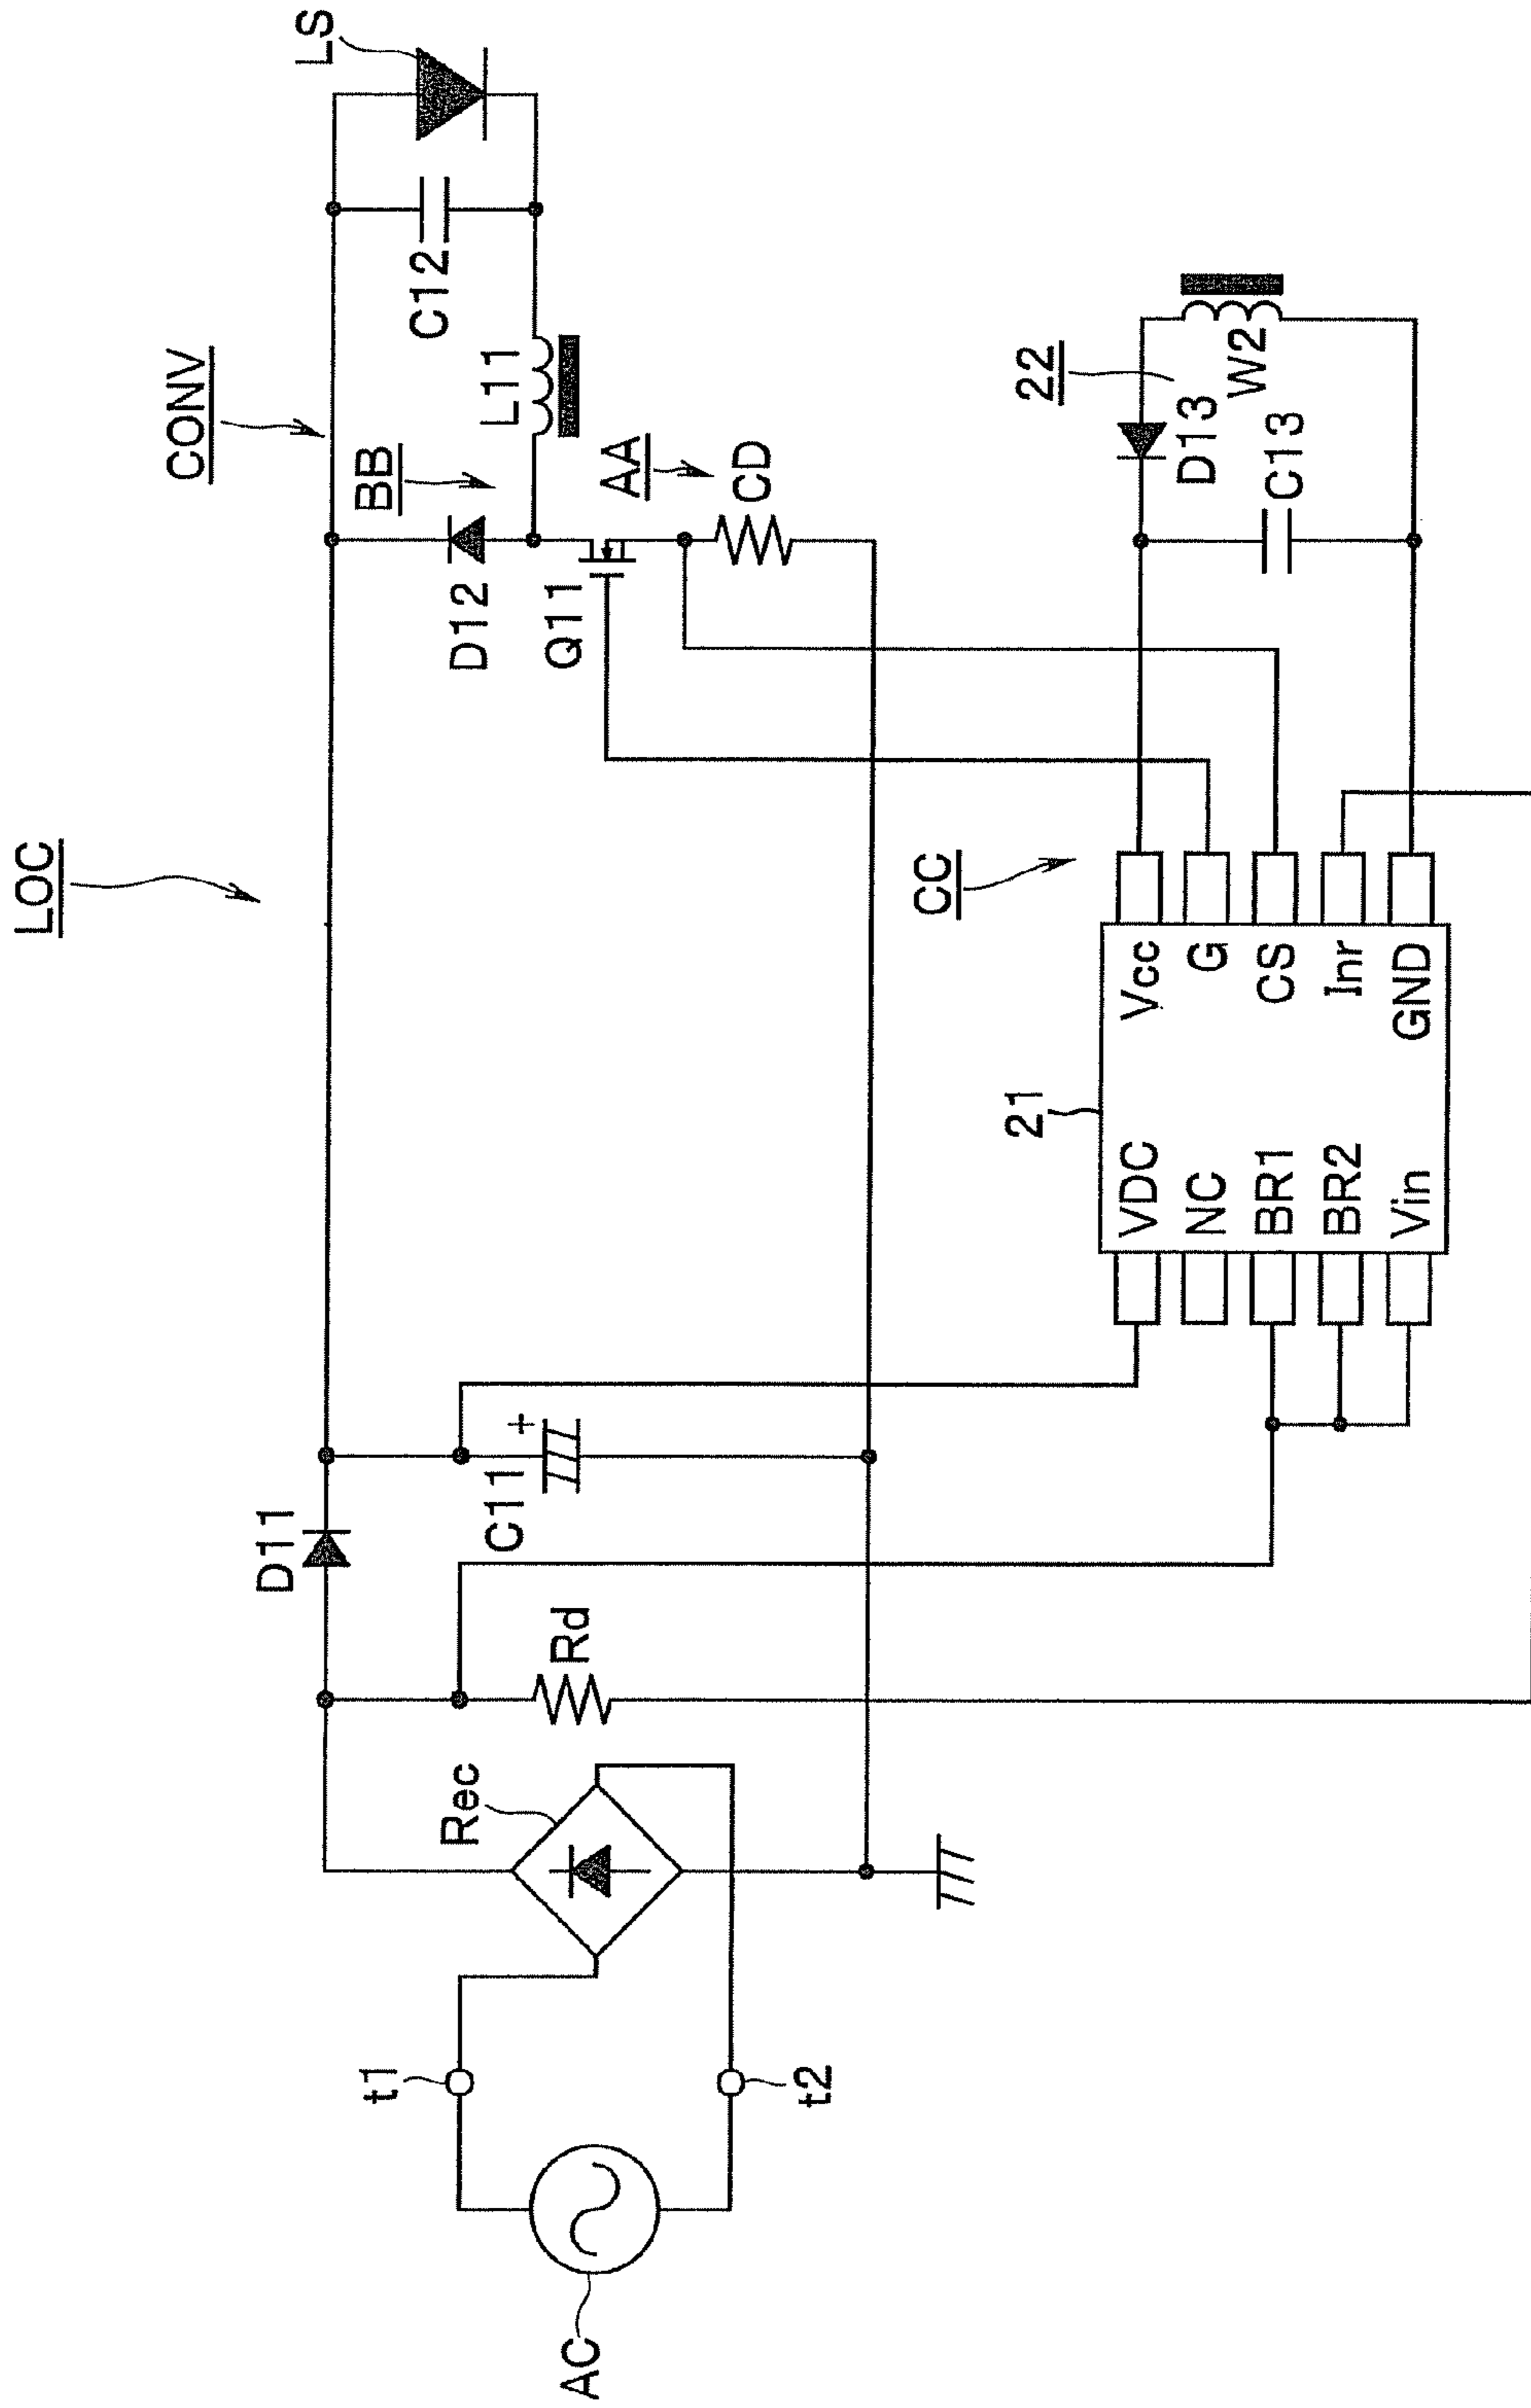 LOC
CONV
BB
AA
LS
C12
L11
D12
Q11
CD
D11
C11
+
Rd
Rec
t1
t2
AC
CC
22
D13
W2
C13
21
VDC
NC
BR1
BR2
Vin
Vcc
G
CS
Inr
GND